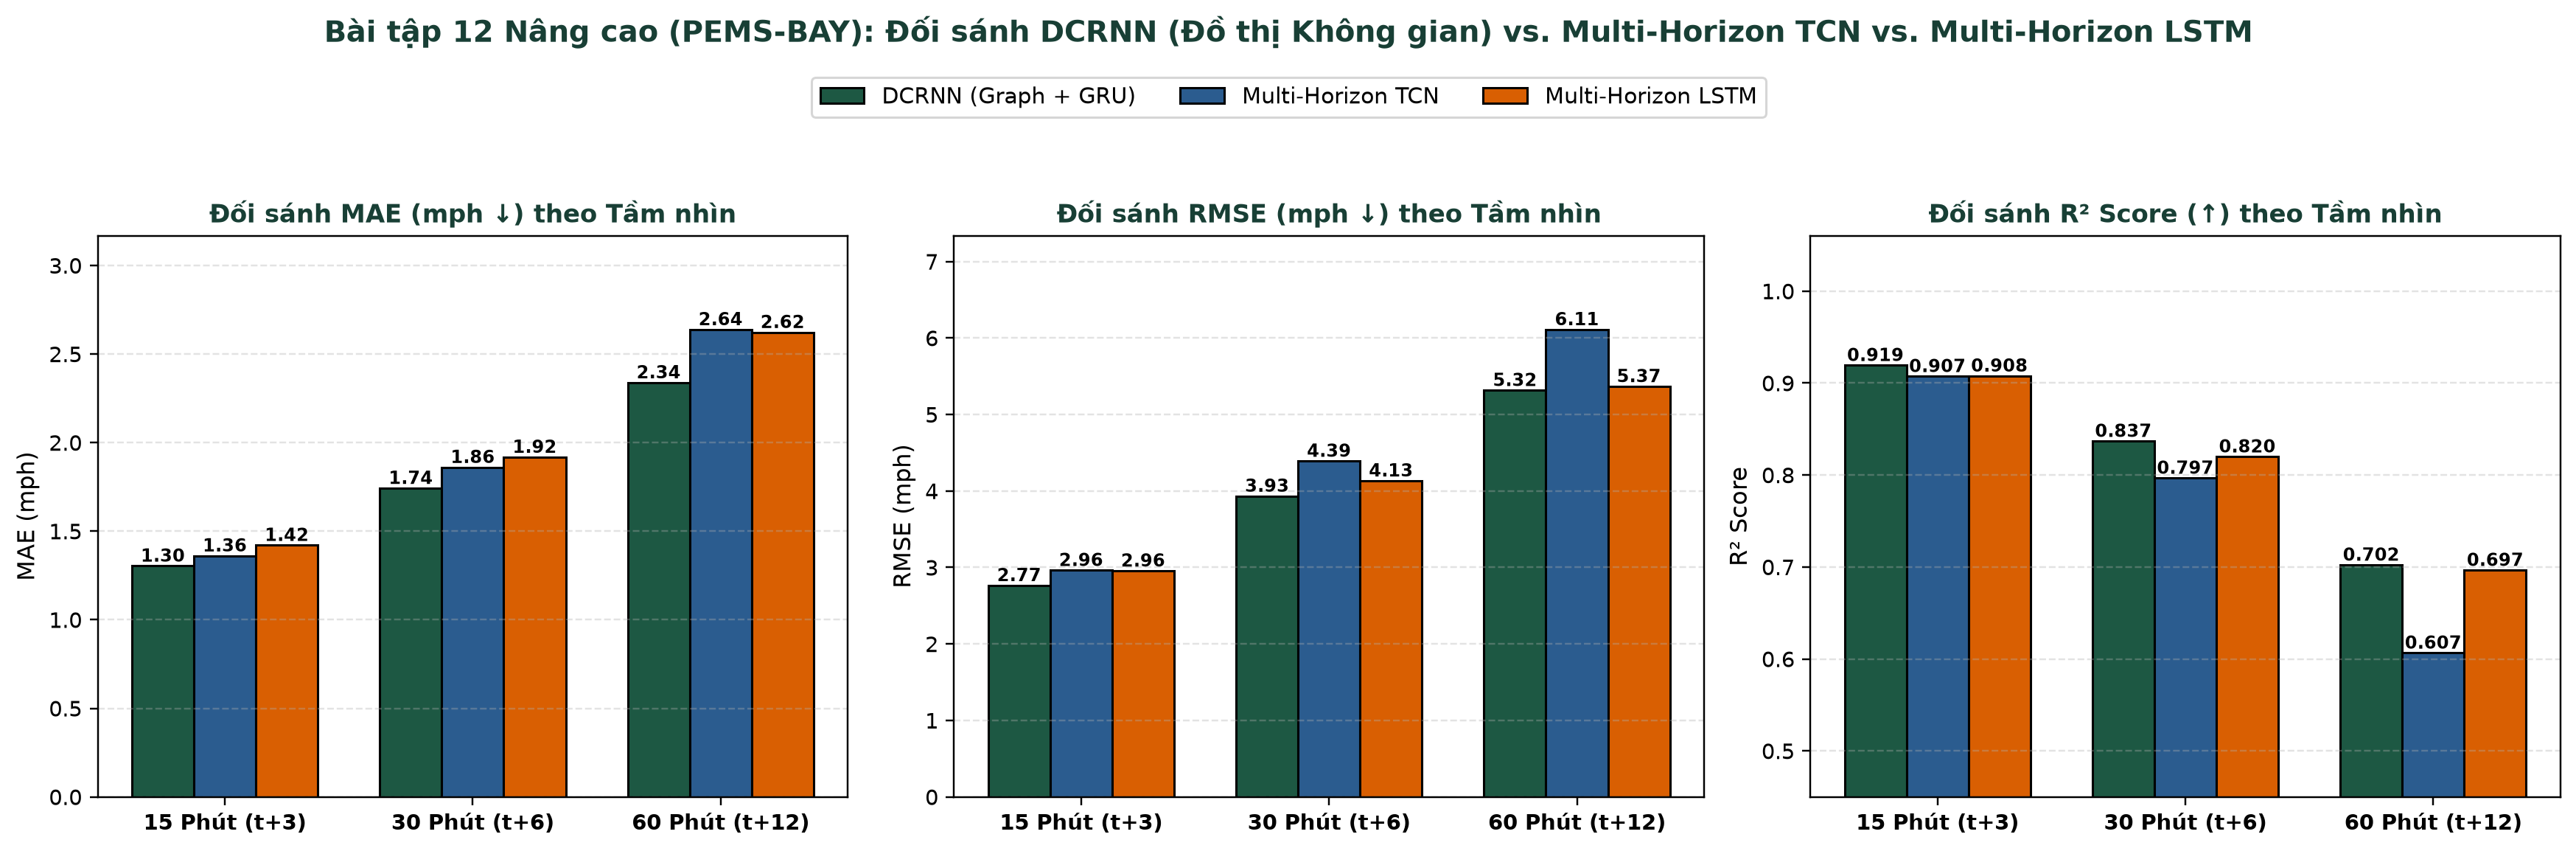 Bài tập 12 Nâng cao (PEMS-BAY): Đối sánh DCRNN (Đồ thị Không gian) vs. Multi-Horizon TCN vs. Multi-Horizon LSTM
DCRNN (Graph + GRU) Multi-Horizon TCN Multi-Horizon LSTM
Đối sánh MAE (mph ↓) theo Tầm nhìn
MAE (mph)
3.0
2.5
2.0
1.5
1.0
0.5
0.0
1.30 1.36 1.42
1.74 1.86 1.92
2.34 2.64 2.62
15 Phút (t+3) 30 Phút (t+6) 60 Phút (t+12)
Đối sánh RMSE (mph ↓) theo Tầm nhìn
RMSE (mph)
7
6
5
4
3
2
1
0
2.77 2.96 2.96
3.93 4.39 4.13
5.32 6.11 5.37
15 Phút (t+3) 30 Phút (t+6) 60 Phút (t+12)
Đối sánh R² Score (↑) theo Tầm nhìn
R² Score
1.0
0.9
0.8
0.7
0.6
0.5
0.919 0.907 0.908
0.837 0.797 0.820
0.702 0.607 0.697
15 Phút (t+3) 30 Phút (t+6) 60 Phút (t+12)